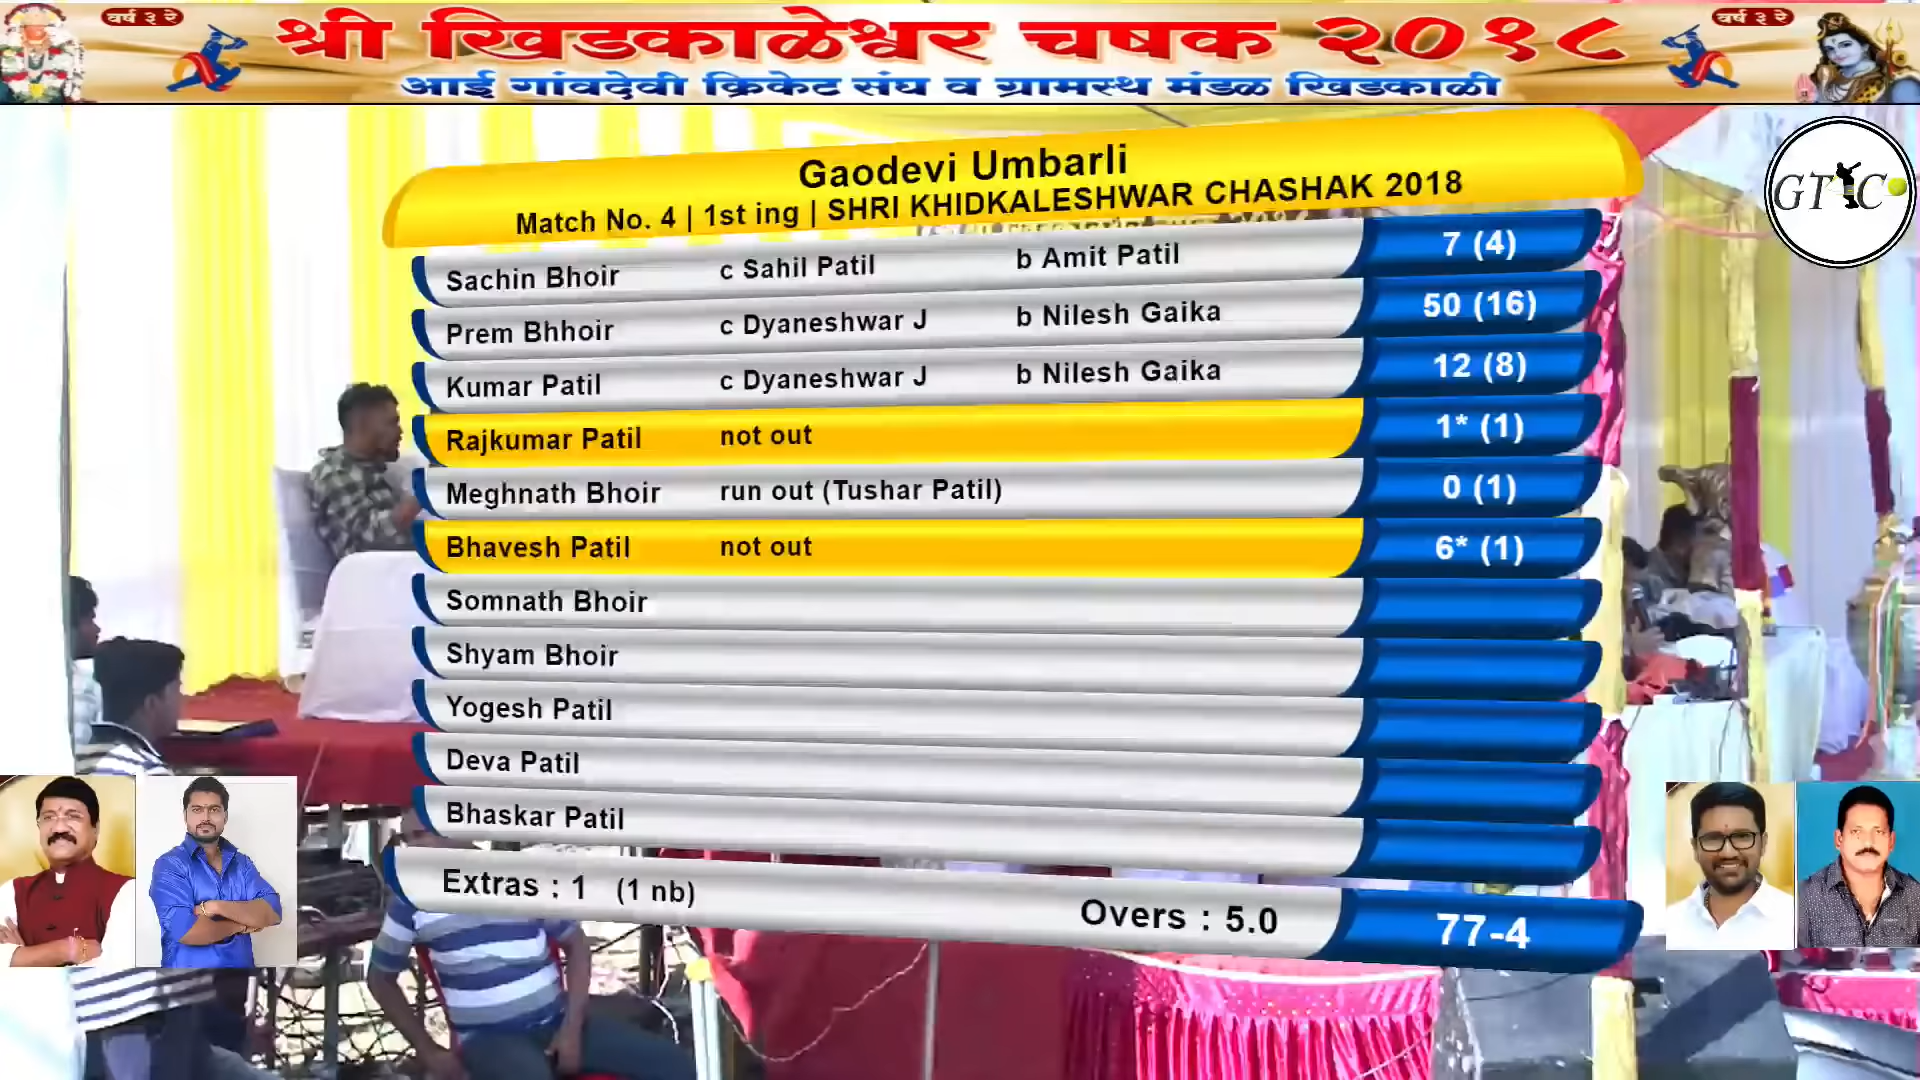 वर्ष ३ रे
श्री खिडकाळेश्वर चषक २०१८
वर्ष ३ रे
आई गांवदेवी क्रिकेट संघ व ग्रामस्थ मंडळ खिडकाळी
GTC
Gaodevi Umbarli
Match No. 4 | 1st ing | SHRI KHIDKALESHWAR CHASHAK 2018
Sachin Bhoir c Sahil Patil b Amit Patil 7 (4)
Prem Bhhoir c Dyaneshwar J b Nilesh Gaika 50 (16)
Kumar Patil c Dyaneshwar J b Nilesh Gaika 12 (8)
Rajkumar Patil not out 1* (1)
Meghnath Bhoir run out (Tushar Patil) 0 (1)
Bhavesh Patil not out 6* (1)
Somnath Bhoir
Shyam Bhoir
Yogesh Patil
Deva Patil
Bhaskar Patil
Extras : 1 (1 nb) Overs : 5.0 77-4